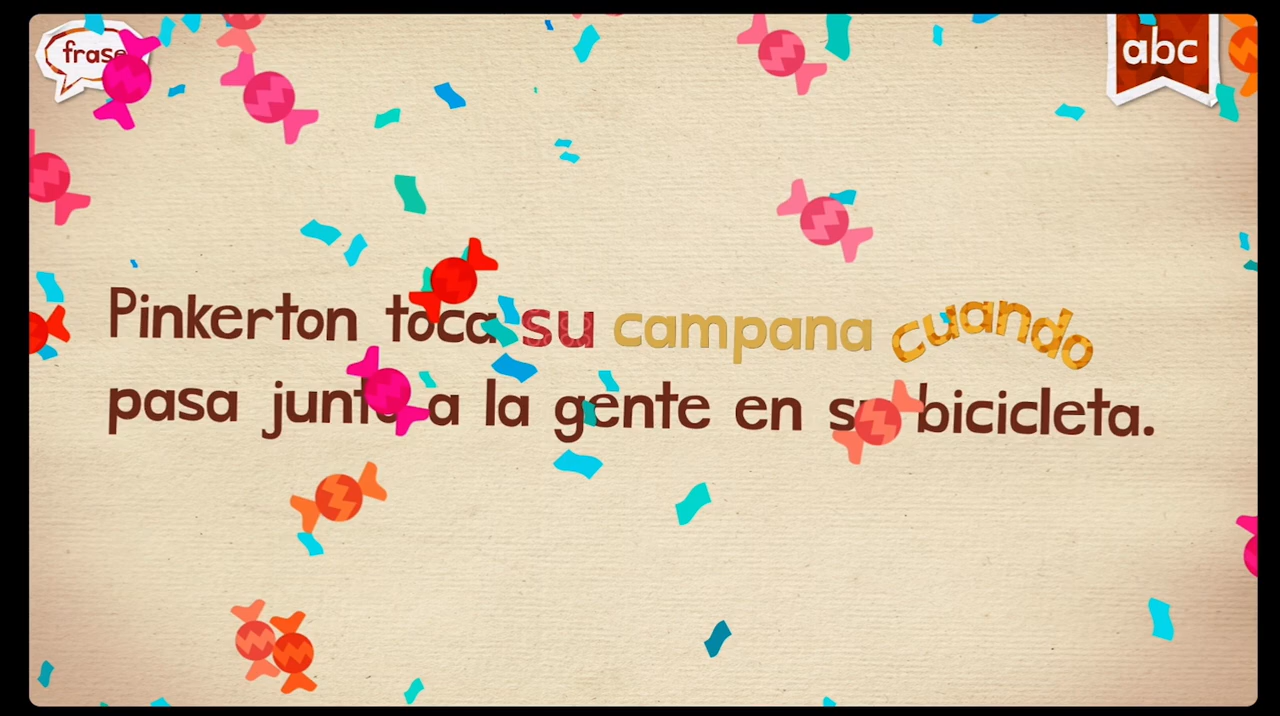 frase
abc
Pinkerton toca su campana cuando
pasa junto a la gente en su bicicleta.